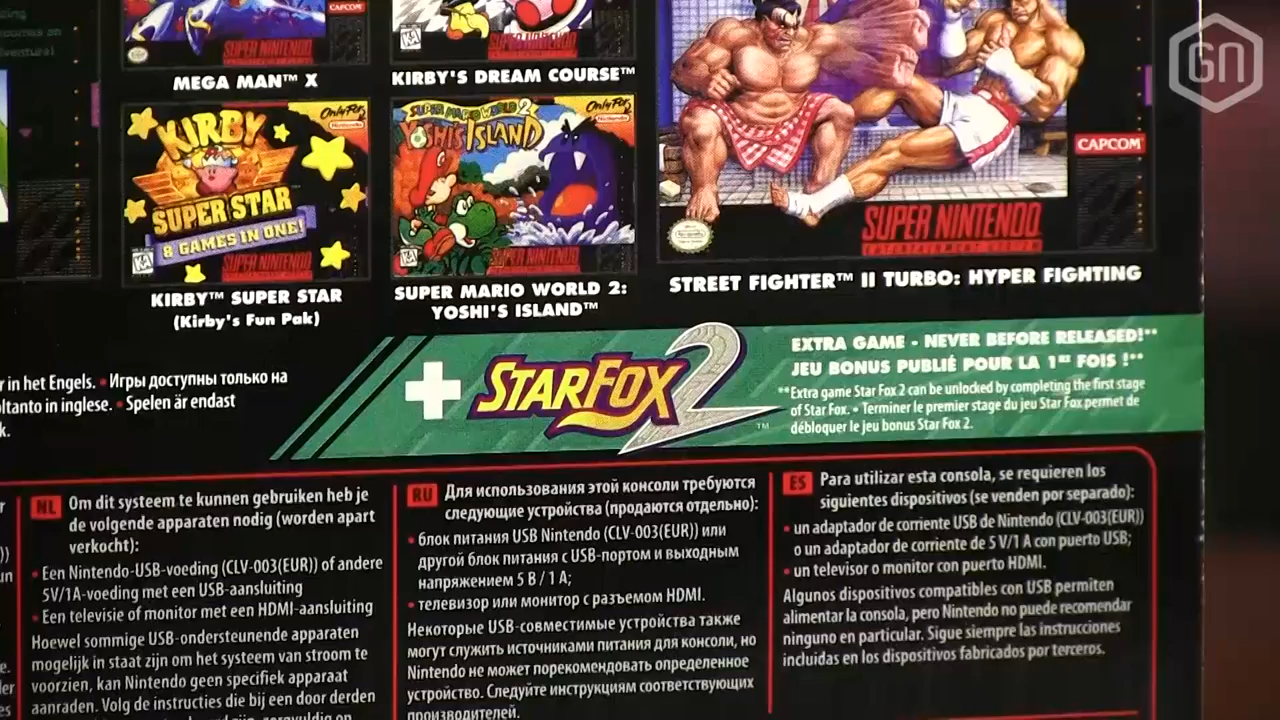 GN
CAPCOM
SUPER NINTENDO
SUPER NINTENDO
MEGA MAN™ X
KIRBY'S DREAM COURSE™
Only For
Nintendo
KIRBY
SUPER STAR
8 GAMES IN ONE!
SUPER NINTENDO
KIRBY™ SUPER STAR
(Kirby's Fun Pak)
Only For
Nintendo
SUPER MARIO WORLD 2
YOSHI'S ISLAND
SUPER NINTENDO
SUPER MARIO WORLD 2:
YOSHI'S ISLAND™
CAPCOM
SUPER NINTENDO
ENTERTAINMENT SYSTEM
STREET FIGHTER™ II TURBO: HYPER FIGHTING
r in het Engels. • Игры доступны только на
oltanto in inglese. • Spelen är endast
k.
+ STARFOX 2™
EXTRA GAME - NEVER BEFORE RELEASED!**
JEU BONUS PUBLIÉ POUR LA 1re FOIS !**
**Extra game Star Fox 2 can be unlocked by completing the first stage
of Star Fox. • Terminer le premier stage du jeu Star Fox permet de
débloquer le jeu bonus Star Fox 2.
NL Om dit systeem te kunnen gebruiken heb je
de volgende apparaten nodig (worden apart
verkocht):
• Een Nintendo-USB-voeding (CLV-003(EUR)) of andere
5V/1A-voeding met een USB-aansluiting
• Een televisie of monitor met een HDMI-aansluiting
Hoewel sommige USB-ondersteunende apparaten
mogelijk in staat zijn om het systeem van stroom te
voorzien, kan Nintendo geen specifiek apparaat
aanraden. Volg de instructies die bij een door derden
RU Для использования этой консоли требуются
следующие устройства (продаются отдельно):
• блок питания USB Nintendo (CLV-003(EUR)) или
другой блок питания с USB-портом и выходным
напряжением 5 В / 1 А;
• телевизор или монитор с разъемом HDMI.
Некоторые USB-совместимые устройства также
могут служить источниками питания для консоли, но
Nintendo не может порекомендовать определенное
устройство. Следуйте инструкциям соответствующих
производителей.
ES Para utilizar esta consola, se requieren los
siguientes dispositivos (se venden por separado):
• un adaptador de corriente USB de Nintendo (CLV-003(EUR))
o un adaptador de corriente de 5 V/1 A con puerto USB;
• un televisor o monitor con puerto HDMI.
Algunos dispositivos compatibles con USB permiten
alimentar la consola, pero Nintendo no puede recomendar
ninguno en particular. Sigue siempre las instrucciones
incluidas en los dispositivos fabricados por terceros.